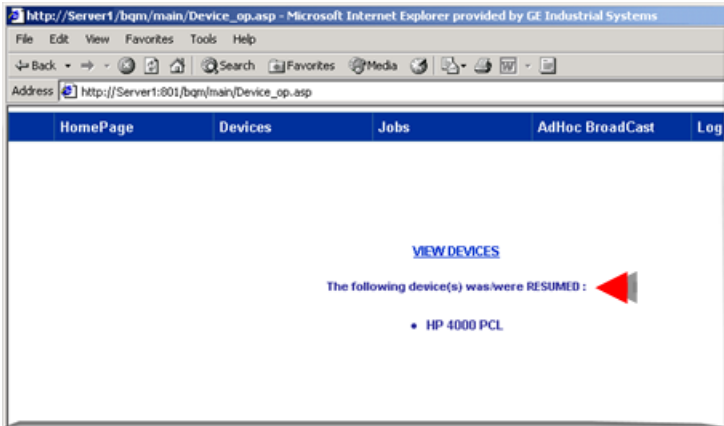 http://Server1/bqm/main/Device_op.asp - Microsoft Internet Explorer provided by GE Industrial Systems
File Edit View Favorites Tools Help
Back Search Favorites Media
Address http://Server1:801/bqm/main/Device_op.asp
HomePage Devices Jobs AdHoc BroadCast Log
VIEW DEVICES
The following device(s) was/were RESUMED :
• HP 4000 PCL